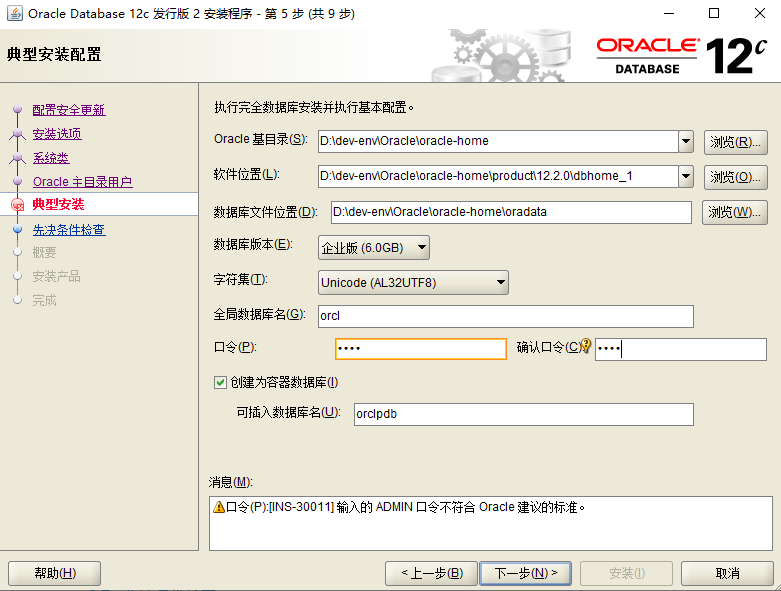 Oracle Database 12c 发行版 2 安装程序 - 第 5 步 (共 9 步)
典型安装配置
ORACLE®
DATABASE
12c
配置安全更新
安装选项
系统类
Oracle 主目录用户
典型安装
先决条件检查
概要
安装产品
完成
执行完全数据库安装并执行基本配置。
Oracle 基目录(S):
D:\dev-env\Oracle\oracle-home
浏览(R)...
软件位置(L):
D:\dev-env\Oracle\oracle-home\product\12.2.0\dbhome_1
浏览(O)...
数据库文件位置(D):
D:\dev-env\Oracle\oracle-home\oradata
浏览(W)...
数据库版本(E):
企业版 (6.0GB)
字符集(T):
Unicode (AL32UTF8)
全局数据库名(G):
orcl
口令(P):
••••
确认口令(C)
••••
创建为容器数据库(I)
可插入数据库名(U):
orclpdb
消息(M):
口令(P):[INS-30011] 输入的 ADMIN 口令不符合 Oracle 建议的标准。
帮助(H)
< 上一步(B)
下一步(N) >
安装(I)
取消